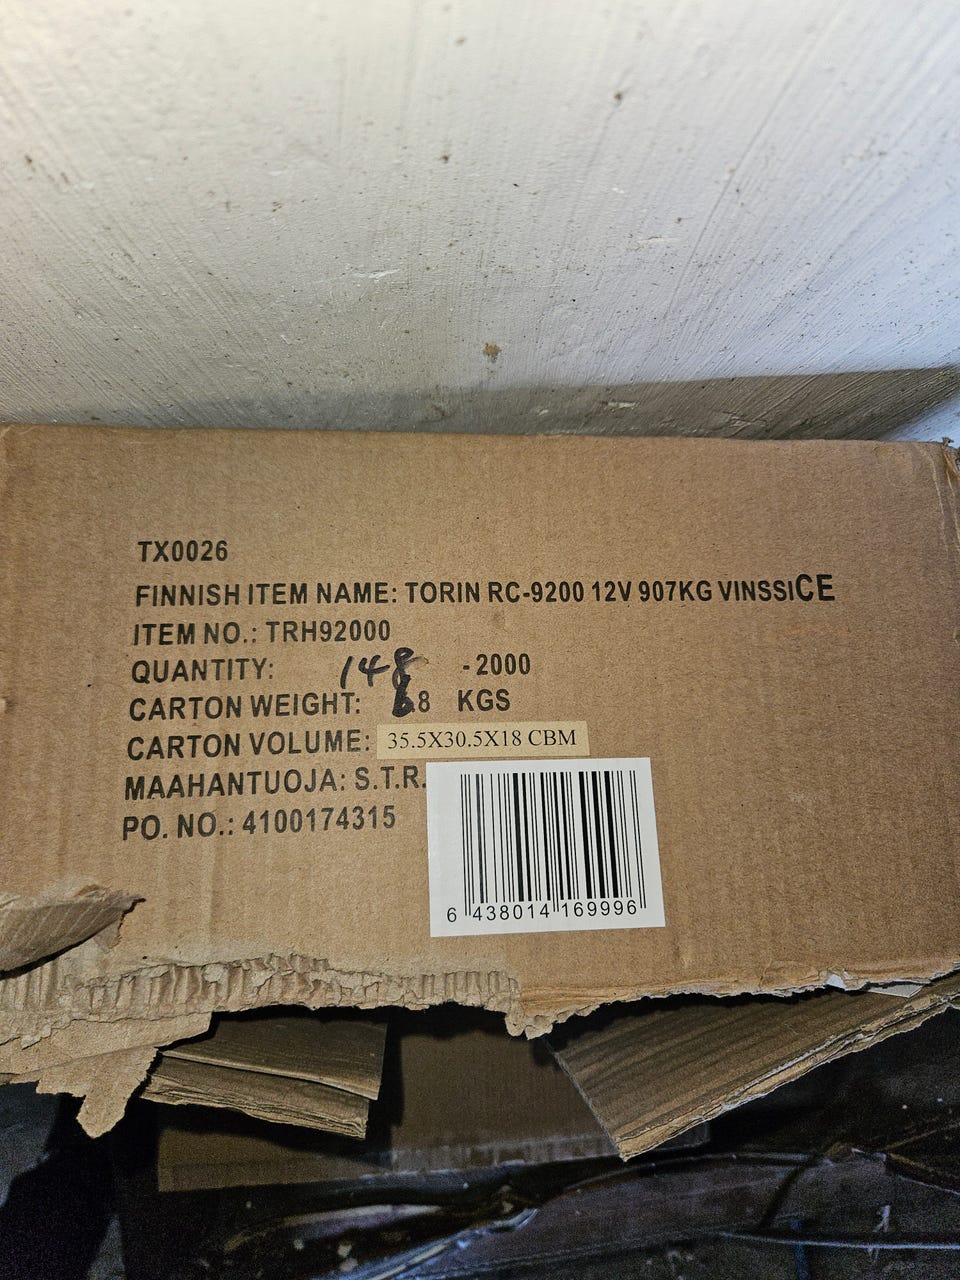 TX0026
FINNISH ITEM NAME: TORIN RC-9200 12V 907KG VINSSICE
ITEM NO.: TRH92000
QUANTITY: 148 -2000
CARTON WEIGHT: 8 KGS
CARTON VOLUME: 35.5X30.5X18 CBM
MAAHANTUOJA: S.T.R.
PO. NO.: 4100174315
6 438014 169996